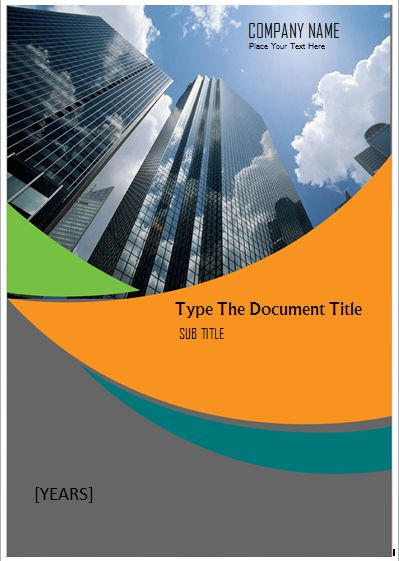 COMPANY NAME
Place Your Text Here
Type The Document Title
SUB TITLE
[YEARS]